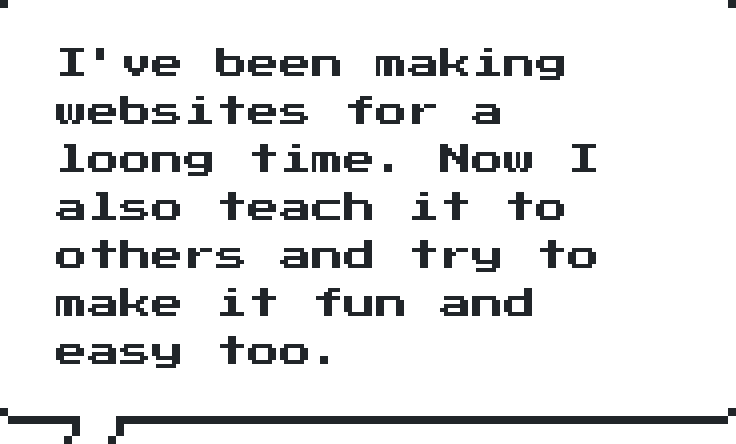 I've been making
websites for a
loong time. Now I
also teach it to
others and try to
make it fun and
easy too.